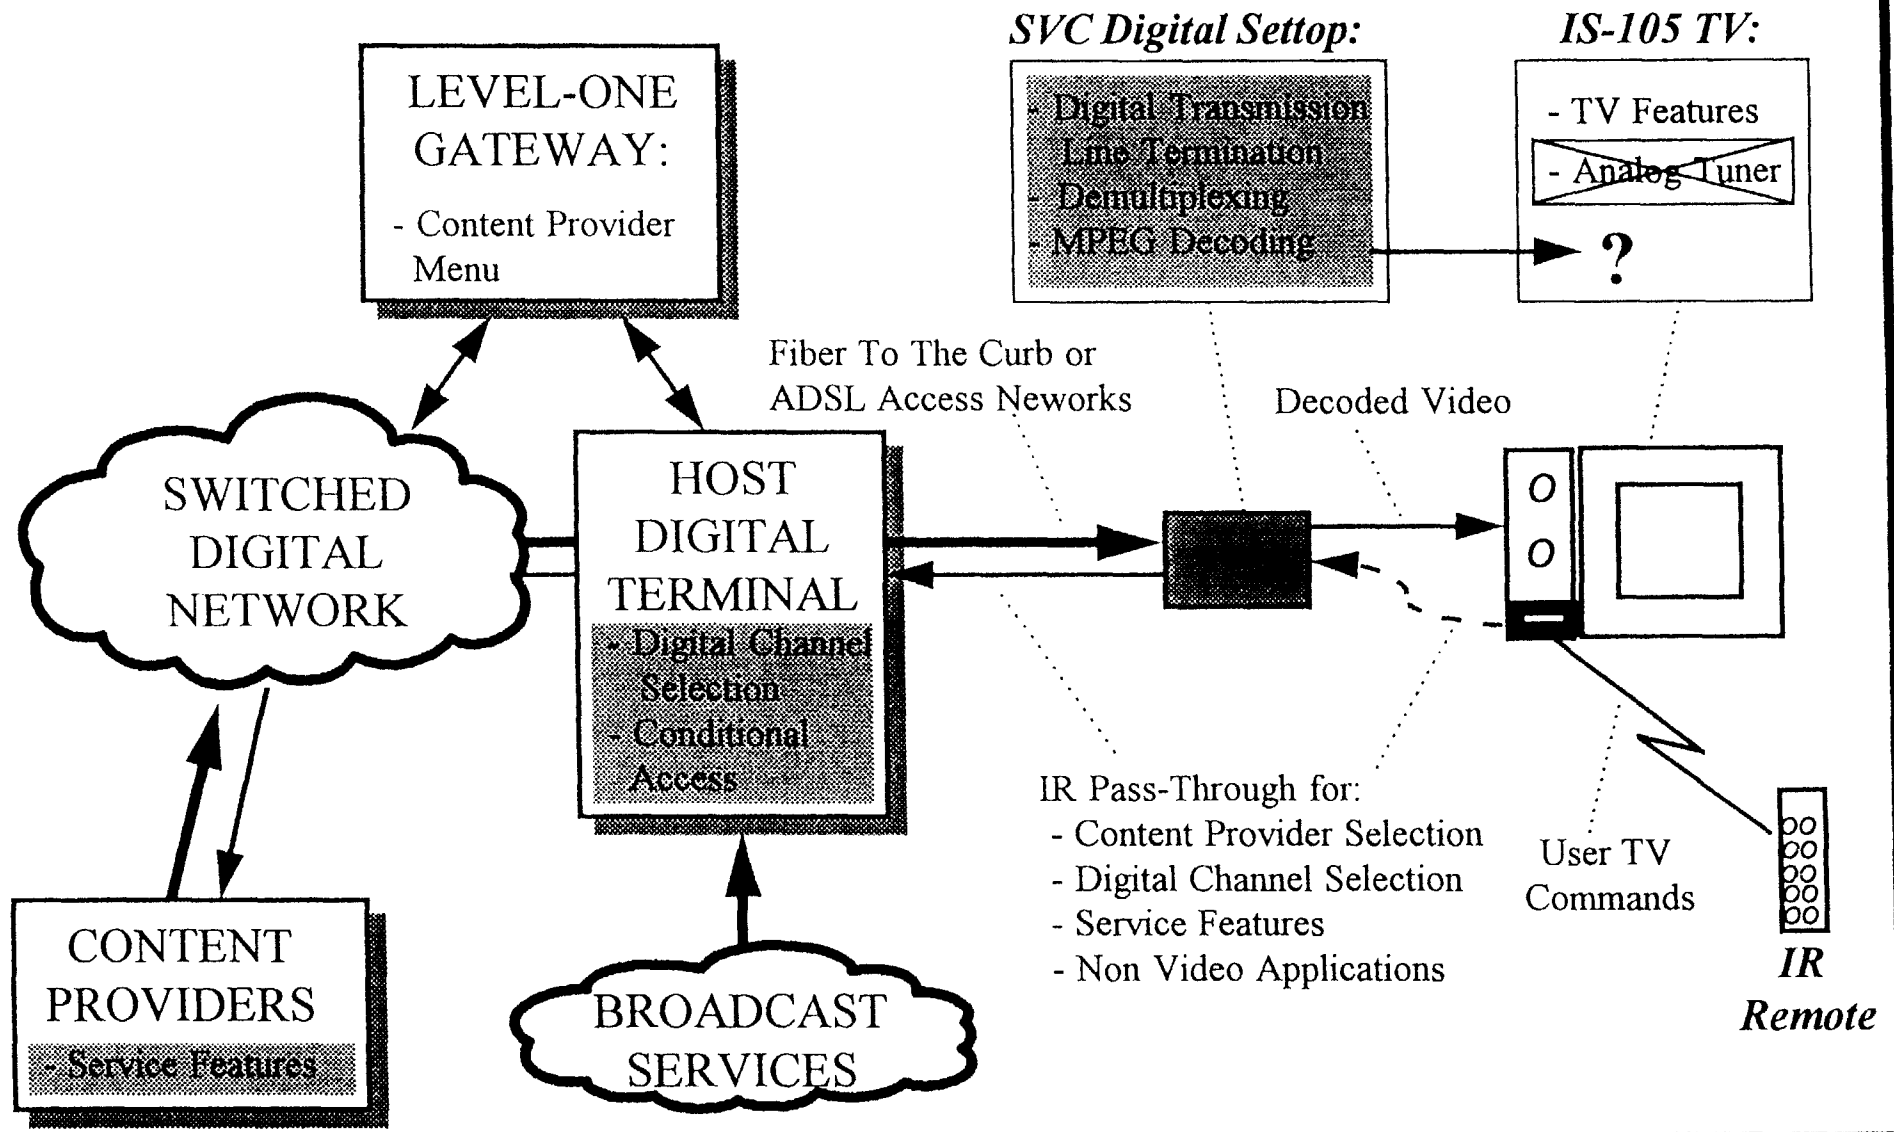 SVC Digital Settop:
IS-105 TV:
LEVEL-ONE
GATEWAY:
- Content Provider
Menu
- Digital Transmission
Line Termination
- Demultiplexing
- MPEG Decoding
- TV Features
- Analog Tuner
?
Fiber To The Curb or
ADSL Access Neworks
Decoded Video
SWITCHED
DIGITAL
NETWORK
HOST
DIGITAL
TERMINAL
- Digital Channel
Selection
- Conditional
Access
IR Pass-Through for:
- Content Provider Selection
- Digital Channel Selection
- Service Features
- Non Video Applications
User TV
Commands
IR
Remote
CONTENT
PROVIDERS
- Service Features
BROADCAST
SERVICES